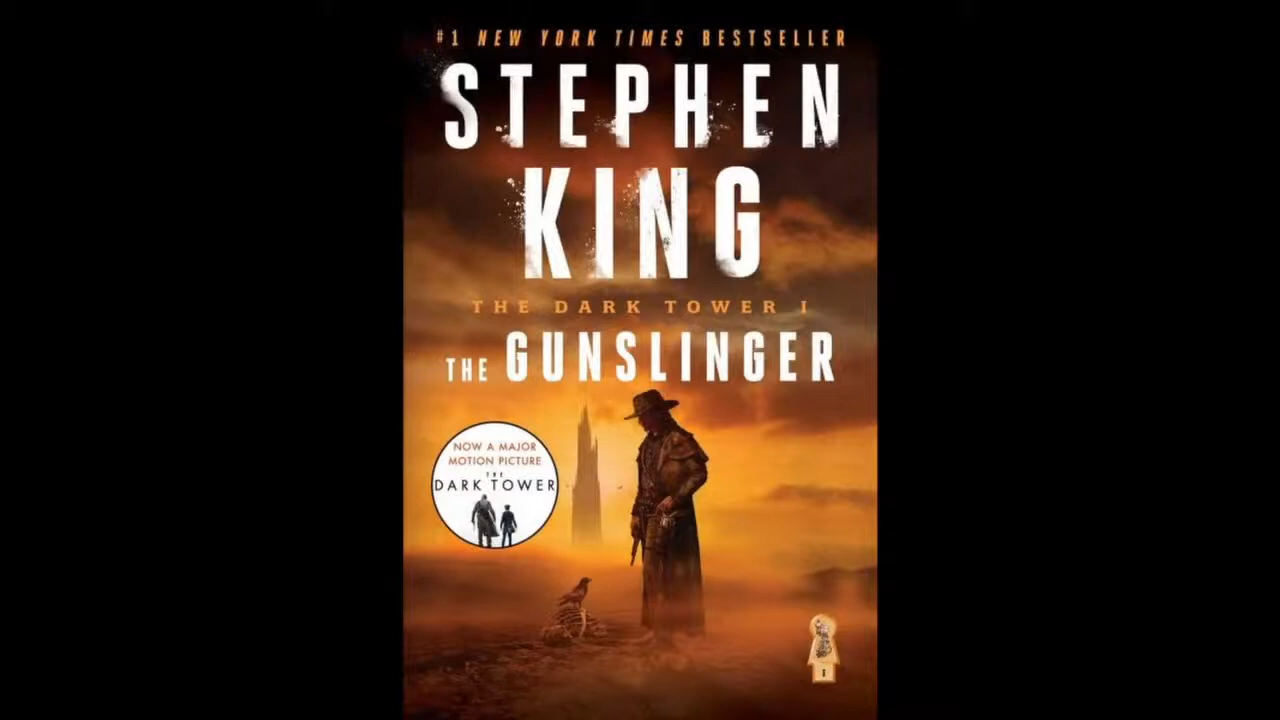 #1 NEW YORK TIMES BESTSELLER
STEPHEN
KING
THE DARK TOWER I
THE GUNSLINGER
NOW A MAJOR
MOTION PICTURE
THE
DARK TOWER
I